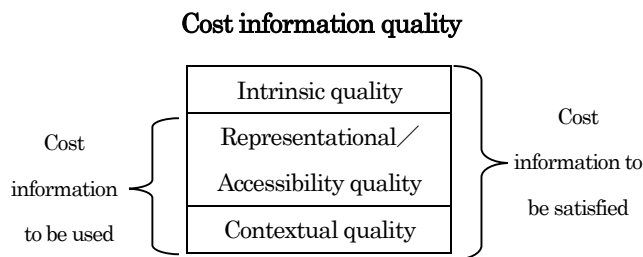 Cost information quality
Intrinsic quality
Representational／
Accessibility quality
Contextual quality
Cost
information
to be used
Cost
information to
be satisfied